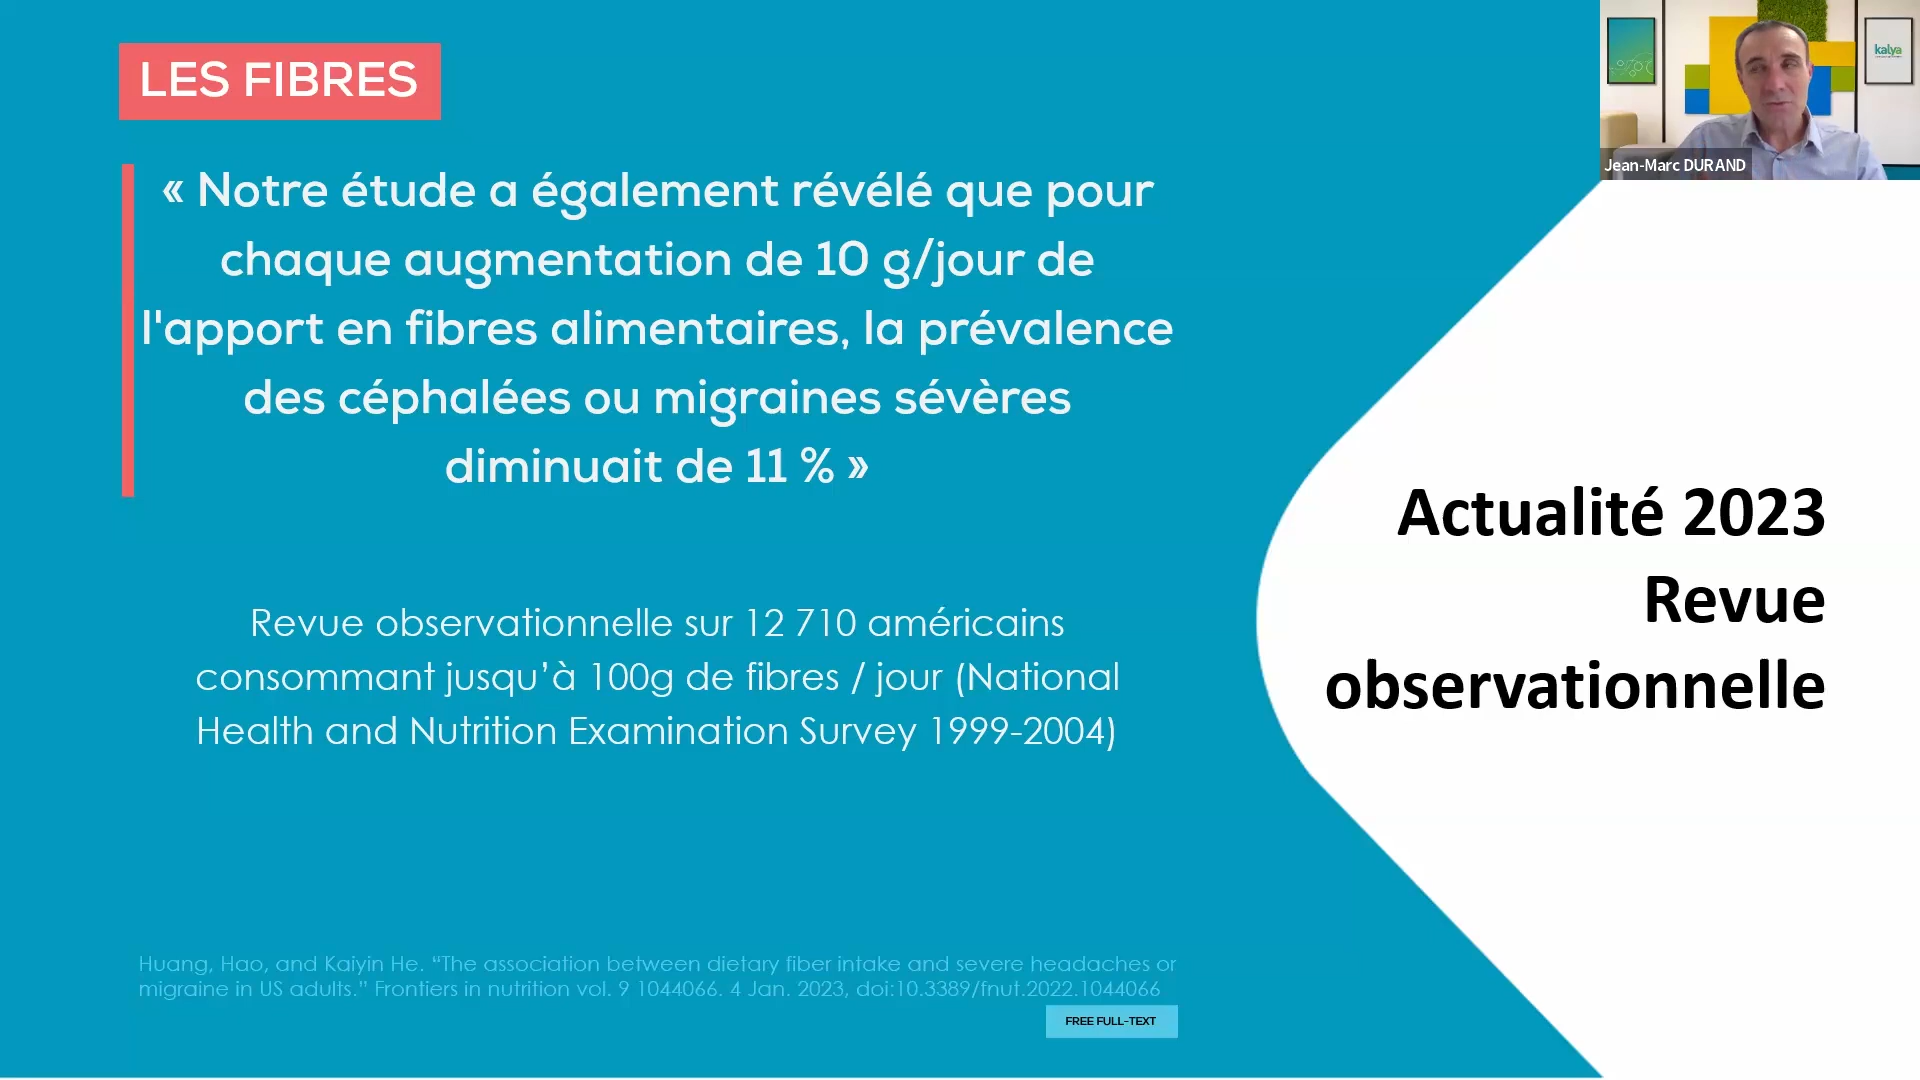 LES FIBRES
« Notre étude a également révélé que pour
chaque augmentation de 10 g/jour de
l'apport en fibres alimentaires, la prévalence
des céphalées ou migraines sévères
diminuait de 11 % »
Revue observationnelle sur 12 710 américains
consommant jusqu’à 100g de fibres / jour (National
Health and Nutrition Examination Survey 1999-2004)
Huang, Hao, and Kaiyin He. “The association between dietary fiber intake and severe headaches or
migraine in US adults.” Frontiers in nutrition vol. 9 1044066. 4 Jan. 2023, doi:10.3389/fnut.2022.1044066
FREE FULL-TEXT
kalya
Jean-Marc DURAND
Actualité 2023
Revue
observationnelle